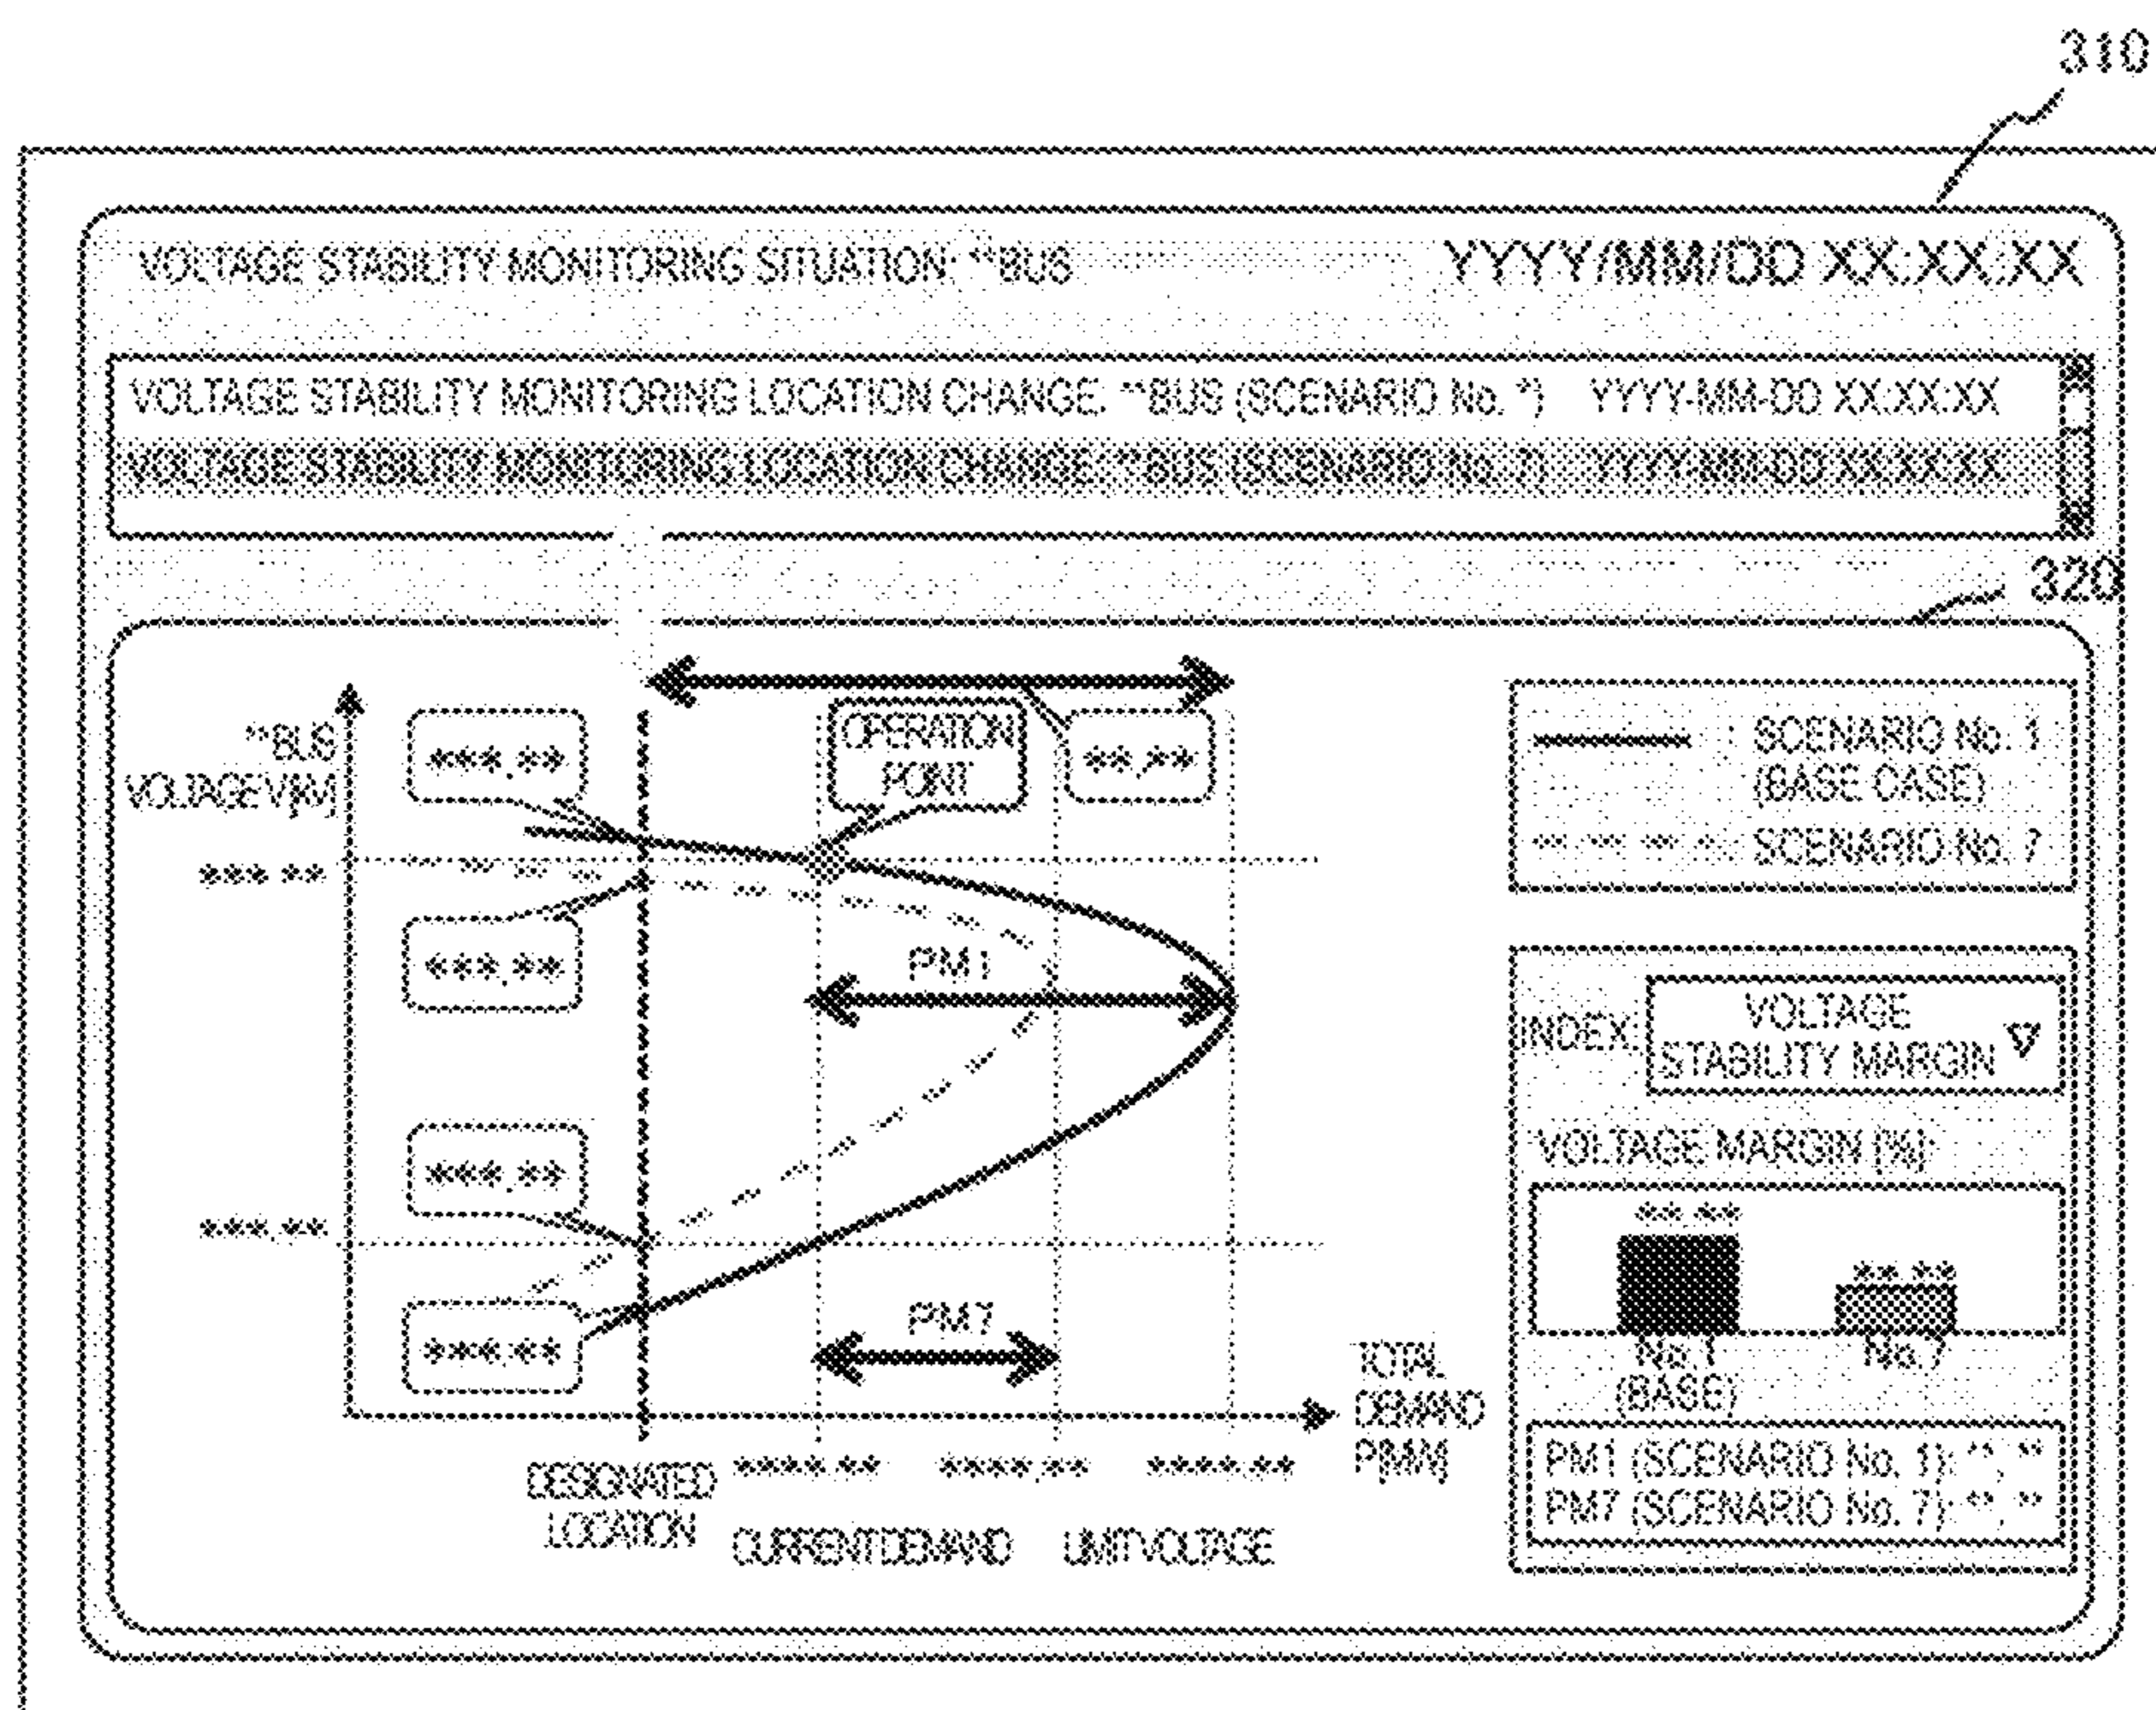 310
VOLTAGE STABILITY MONITORING SITUATION: **BUS
YYYY/MM/DD XX:XX:XX
VOLTAGE STABILITY MONITORING LOCATION CHANGE: **BUS (SCENARIO No. *) YYYY-MM-DD XX:XX:XX
VOLTAGE STABILITY MONITORING LOCATION CHANGE: **BUS (SCENARIO No. 7) YYYY-MM-DD XX:XX:XX
320
**BUS
VOLTAGE V[kV]
***.**
OPERATION
POINT
**.**
***.**
***.**
PM1
***.**
***.**
***.**
PM7
TOTAL
DEMAND
P[MW]
DESIGNATED
LOCATION
****.** ****.** ****.**
CURRENT DEMAND LIMIT VOLTAGE
SCENARIO No. 1
(BASE CASE)
SCENARIO No. 7
INDEX:
VOLTAGE
STABILITY MARGIN ▽
VOLTAGE MARGIN [%]:
**.**
**.**
No.1
(BASE)
No.7
PM1 (SCENARIO No. 1): **.**
PM7 (SCENARIO No. 7): **.**